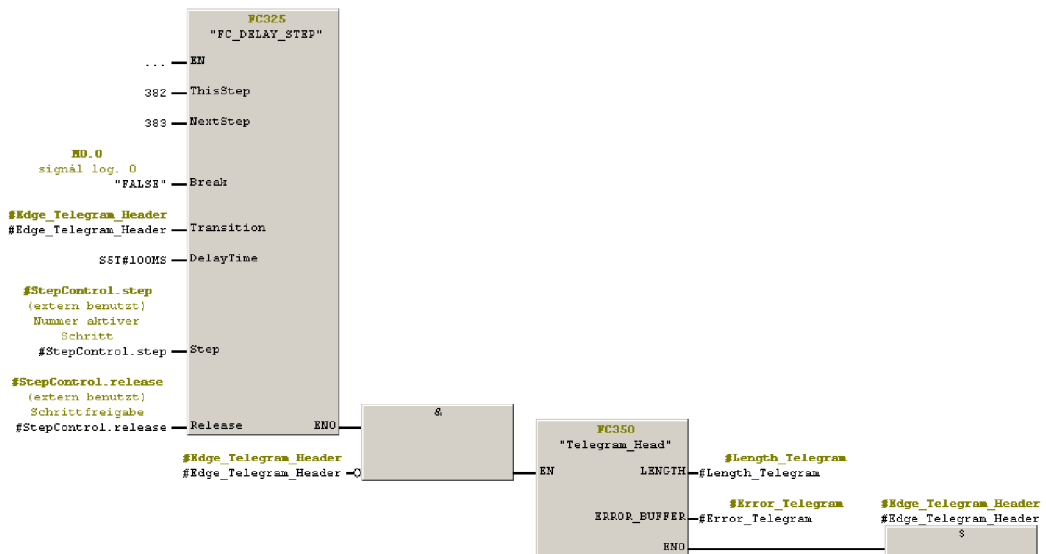 FC325
"FC_DELAY_STEP"
... EN
382 ThisStep
383 NextStep
M0.0
signál log. 0
"FALSE" Break
#Edge_Telegram_Header
#Edge_Telegram_Header Transition
S5T#100MS DelayTime
#StepControl.step
(extern benutzt)
Nummer aktiver
Schritt
#StepControl.step Step
#StepControl.release
(extern benutzt)
Schrittfreigabe
#StepControl.release Release ENO
&
#Edge_Telegram_Header
#Edge_Telegram_Header
FC350
"Telegram_Head"
#Length_Telegram
EN LENGTH #Length_Telegram
#Error_Telegram
ERROR_BUFFER #Error_Telegram
#Edge_Telegram_Header
#Edge_Telegram_Header
S
ENO